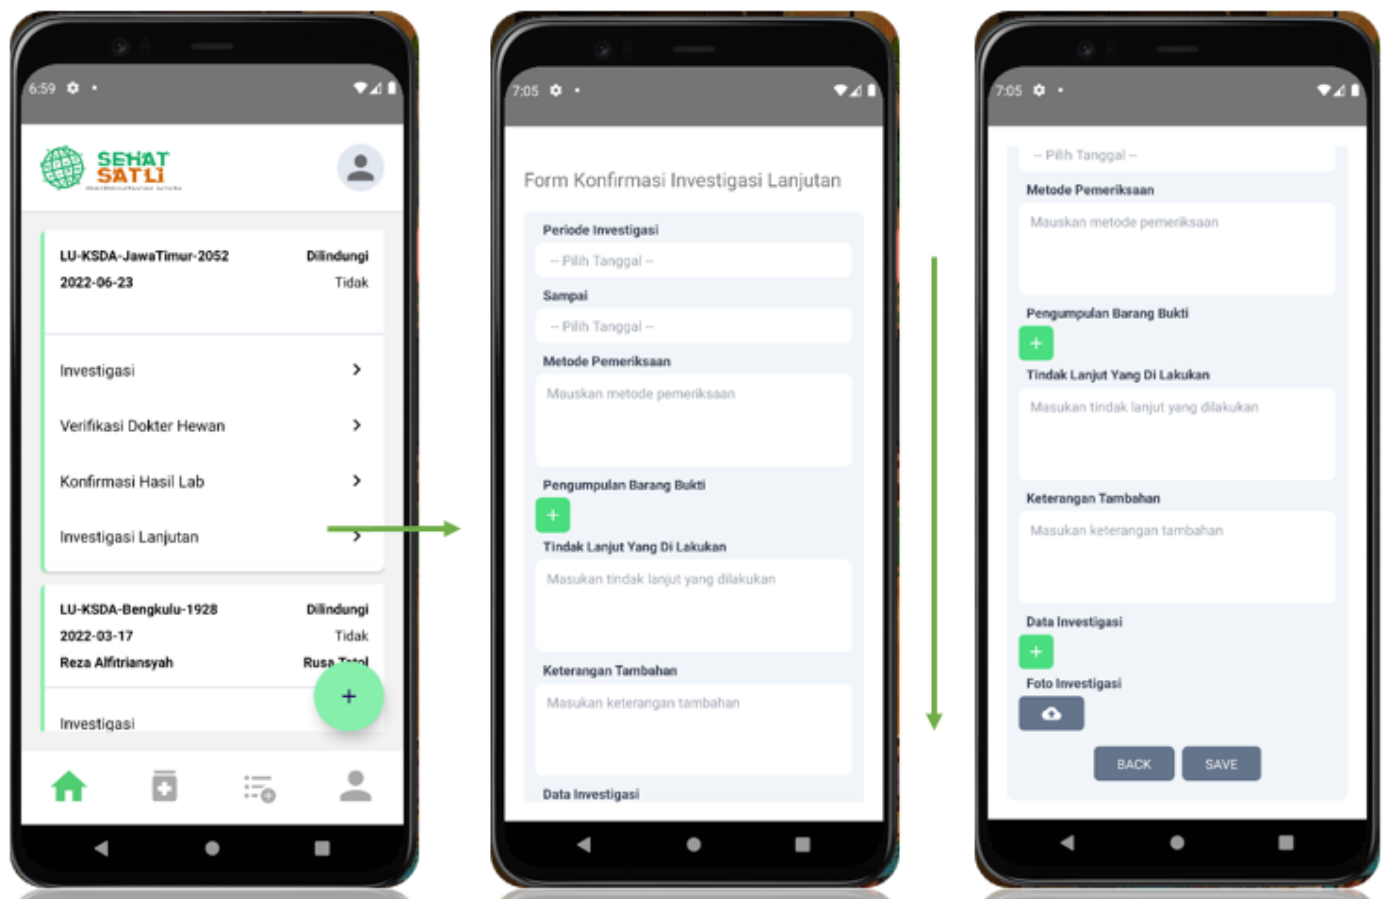 6:59
SEHAT
SATLI
LU-KSDA-JawaTimur-2052 Dilindungi
2022-06-23 Tidak
Investigasi
Verifikasi Dokter Hewan
Konfirmasi Hasil Lab
Investigasi Lanjutan
LU-KSDA-Bengkulu-1928 Dilindungi
2022-03-17 Tidak
Reza Alfitriansyah Rusa
Investigasi
7:05
Form Konfirmasi Investigasi Lanjutan
Periode Investigasi
-- Pilih Tanggal --
Sampai
-- Pilih Tanggal --
Metode Pemeriksaan
Mauskan metode pemeriksaan
Pengumpulan Barang Bukti
+
Tindak Lanjut Yang Di Lakukan
Masukan tindak lanjut yang dilakukan
Keterangan Tambahan
Masukan keterangan tambahan
Data Investigasi
7:05
-- Pilih Tanggal --
Metode Pemeriksaan
Mauskan metode pemeriksaan
Pengumpulan Barang Bukti
+
Tindak Lanjut Yang Di Lakukan
Masukan tindak lanjut yang dilakukan
Keterangan Tambahan
Masukan keterangan tambahan
Data Investigasi
+
Foto Investigasi
BACK SAVE